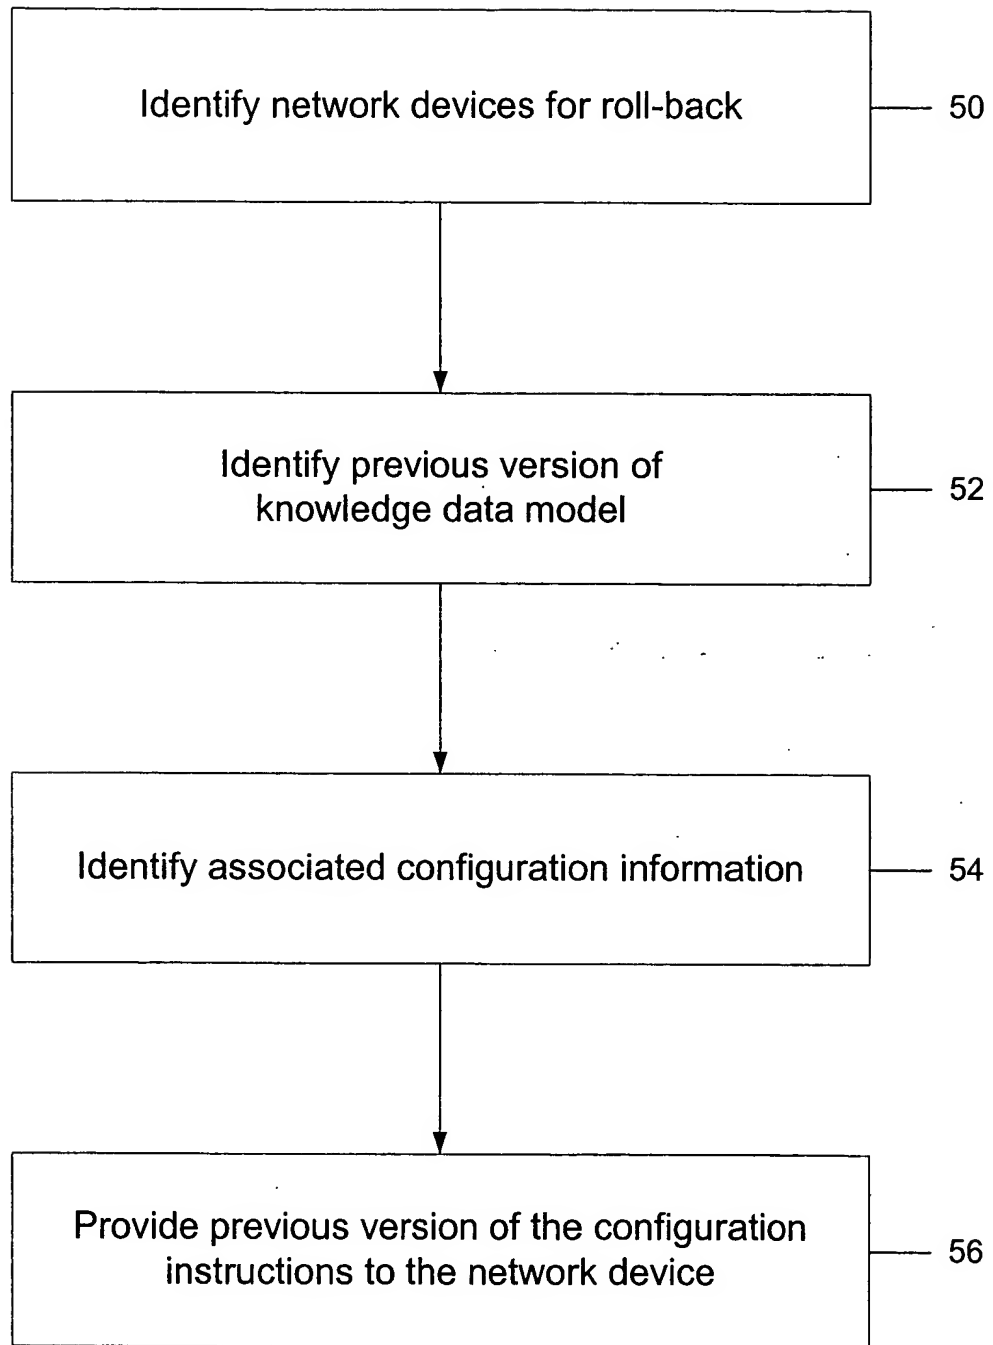 Identify network devices for roll-back
50
Identify previous version of
knowledge data model
52
Identify associated configuration information
54
Provide previous version of the configuration
instructions to the network device
56